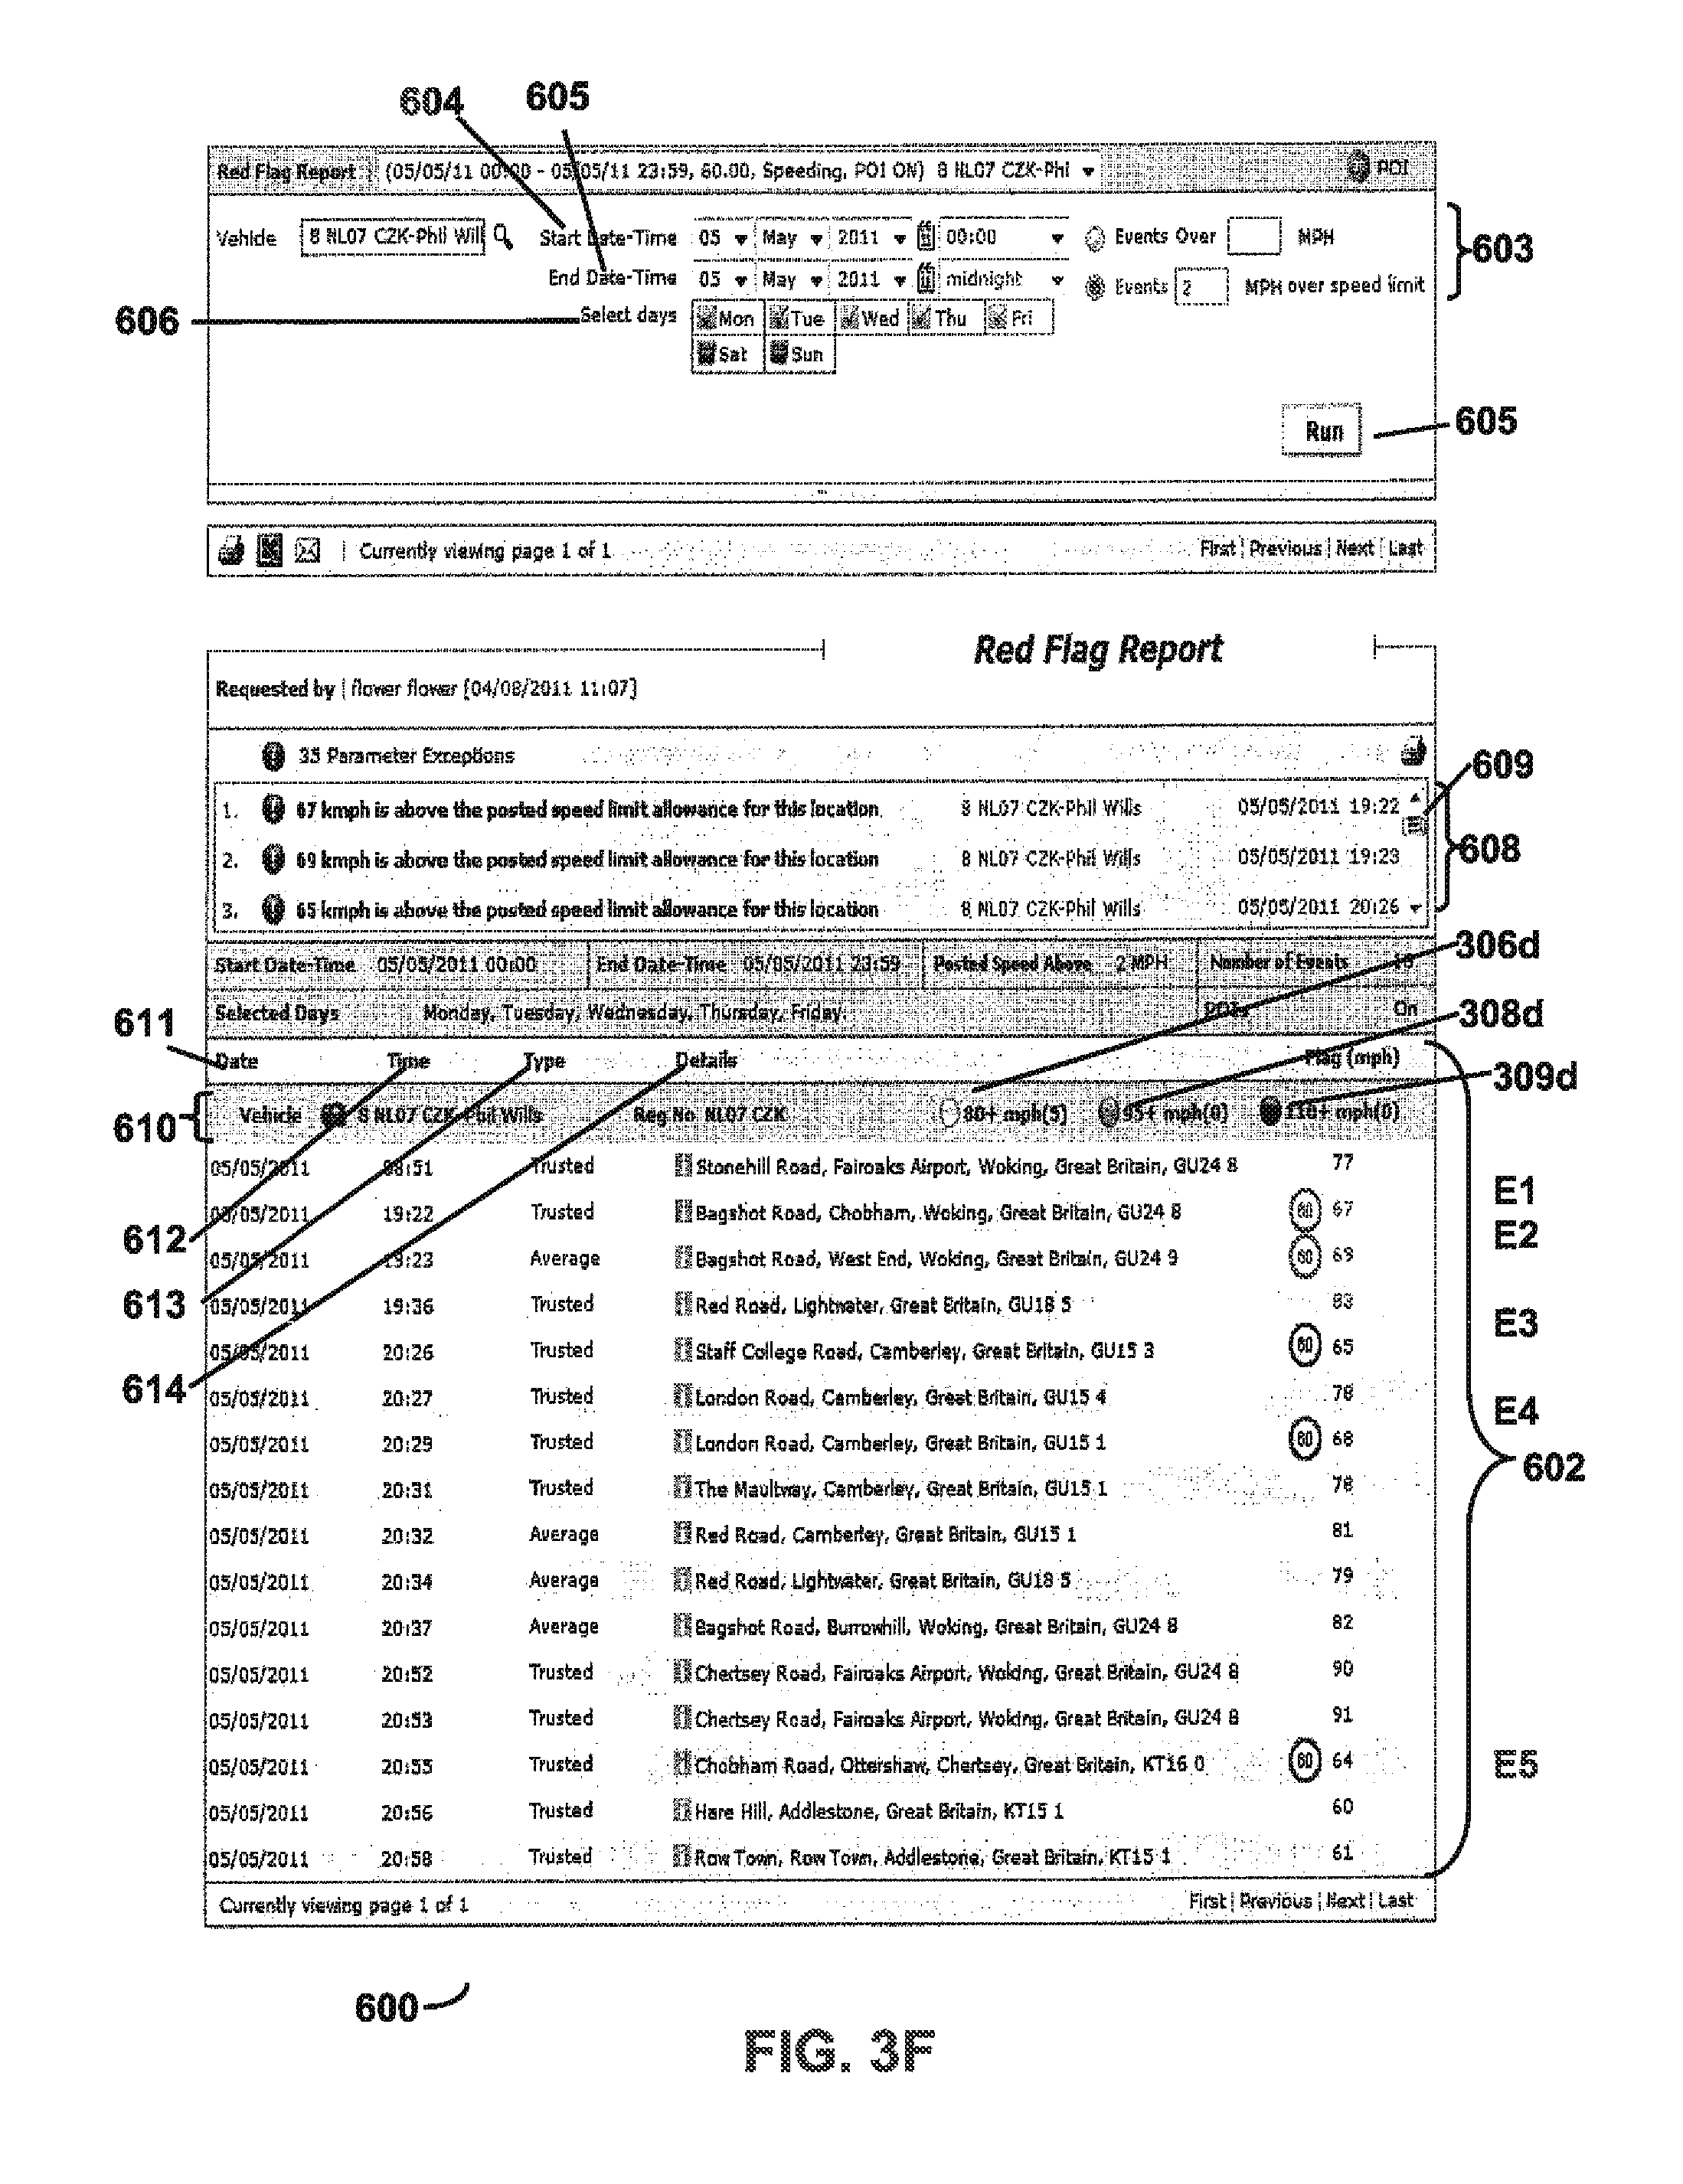 604 605
Red Flag Report (05/05/11 00:00 - 05/05/11 23:59, 60.00, Speeding, POI ON) 8 NL07 CZK-Phi POI
Vehicle 8 NL07 CZK-Phil Will Start Date-Time 05 May 2011 00:00 Events Over MPH
603
End Date-Time 05 May 2011 midnight Events 2 MPH over speed limit
606 Select days Mon Tue Wed Thu Fri
Sat Sun
Run 605
Currently viewing page 1 of 1 First | Previous | Next | Last
Red Flag Report
Requested by | flower flower [04/08/2011 11:07]
35 Parameter Exceptions
609
1. 67 kmph is above the posted speed limit allowance for this location 8 NL07 CZK-Phil Wills 05/05/2011 19:22
2. 69 kmph is above the posted speed limit allowance for this location 8 NL07 CZK-Phil Wills 05/05/2011 19:23
608
3. 65 kmph is above the posted speed limit allowance for this location 8 NL07 CZK-Phil Wills 05/05/2011 20:26
306d
Start Date-Time 05/05/2011 00:00 End Date-Time 05/05/2011 23:59 Posted Speed Above 2 MPH Number of Events
Selected Days Monday, Tuesday, Wednesday, Thursday, Friday POIs On
308d
611
Date Time Type Details Flag (mph)
309d
610 Vehicle 8 NL07 CZK-Phil Wills Reg No NL07 CZK 80+ mph(5) 95+ mph(0) 110+ mph(0)
05/05/2011 08:51 Trusted Stonehill Road, Fairoaks Airport, Woking, Great Britain, GU24 8 77
E1
05/05/2011 19:22 Trusted Bagshot Road, Chobham, Woking, Great Britain, GU24 8 80 67
612 E2
05/05/2011 19:23 Average Bagshot Road, West End, Woking, Great Britain, GU24 9 80 69
613
05/05/2011 19:36 Trusted Red Road, Lightwater, Great Britain, GU18 5 83
E3
05/05/2011 20:26 Trusted Staff College Road, Camberley, Great Britain, GU15 3 80 65
614
05/05/2011 20:27 Trusted London Road, Camberley, Great Britain, GU15 4 78
E4
05/05/2011 20:29 Trusted London Road, Camberley, Great Britain, GU15 1 80 68
602
05/05/2011 20:31 Trusted The Maultway, Camberley, Great Britain, GU15 1 78
05/05/2011 20:32 Average Red Road, Camberley, Great Britain, GU15 1 81
05/05/2011 20:34 Average Red Road, Lightwater, Great Britain, GU18 5 79
05/05/2011 20:37 Average Bagshot Road, Burrowhill, Woking, Great Britain, GU24 8 82
05/05/2011 20:52 Trusted Chertsey Road, Fairoaks Airport, Woking, Great Britain, GU24 8 90
05/05/2011 20:53 Trusted Chertsey Road, Fairoaks Airport, Woking, Great Britain, GU24 8 91
05/05/2011 20:55 Trusted Chobham Road, Ottershaw, Chertsey, Great Britain, KT16 0 80 64
E5
05/05/2011 20:56 Trusted Hare Hill, Addlestone, Great Britain, KT15 1 60
05/05/2011 20:58 Trusted Row Town, Row Town, Addlestone, Great Britain, KT15 1 61
Currently viewing page 1 of 1 First | Previous | Next | Last
600
FIG. 3F